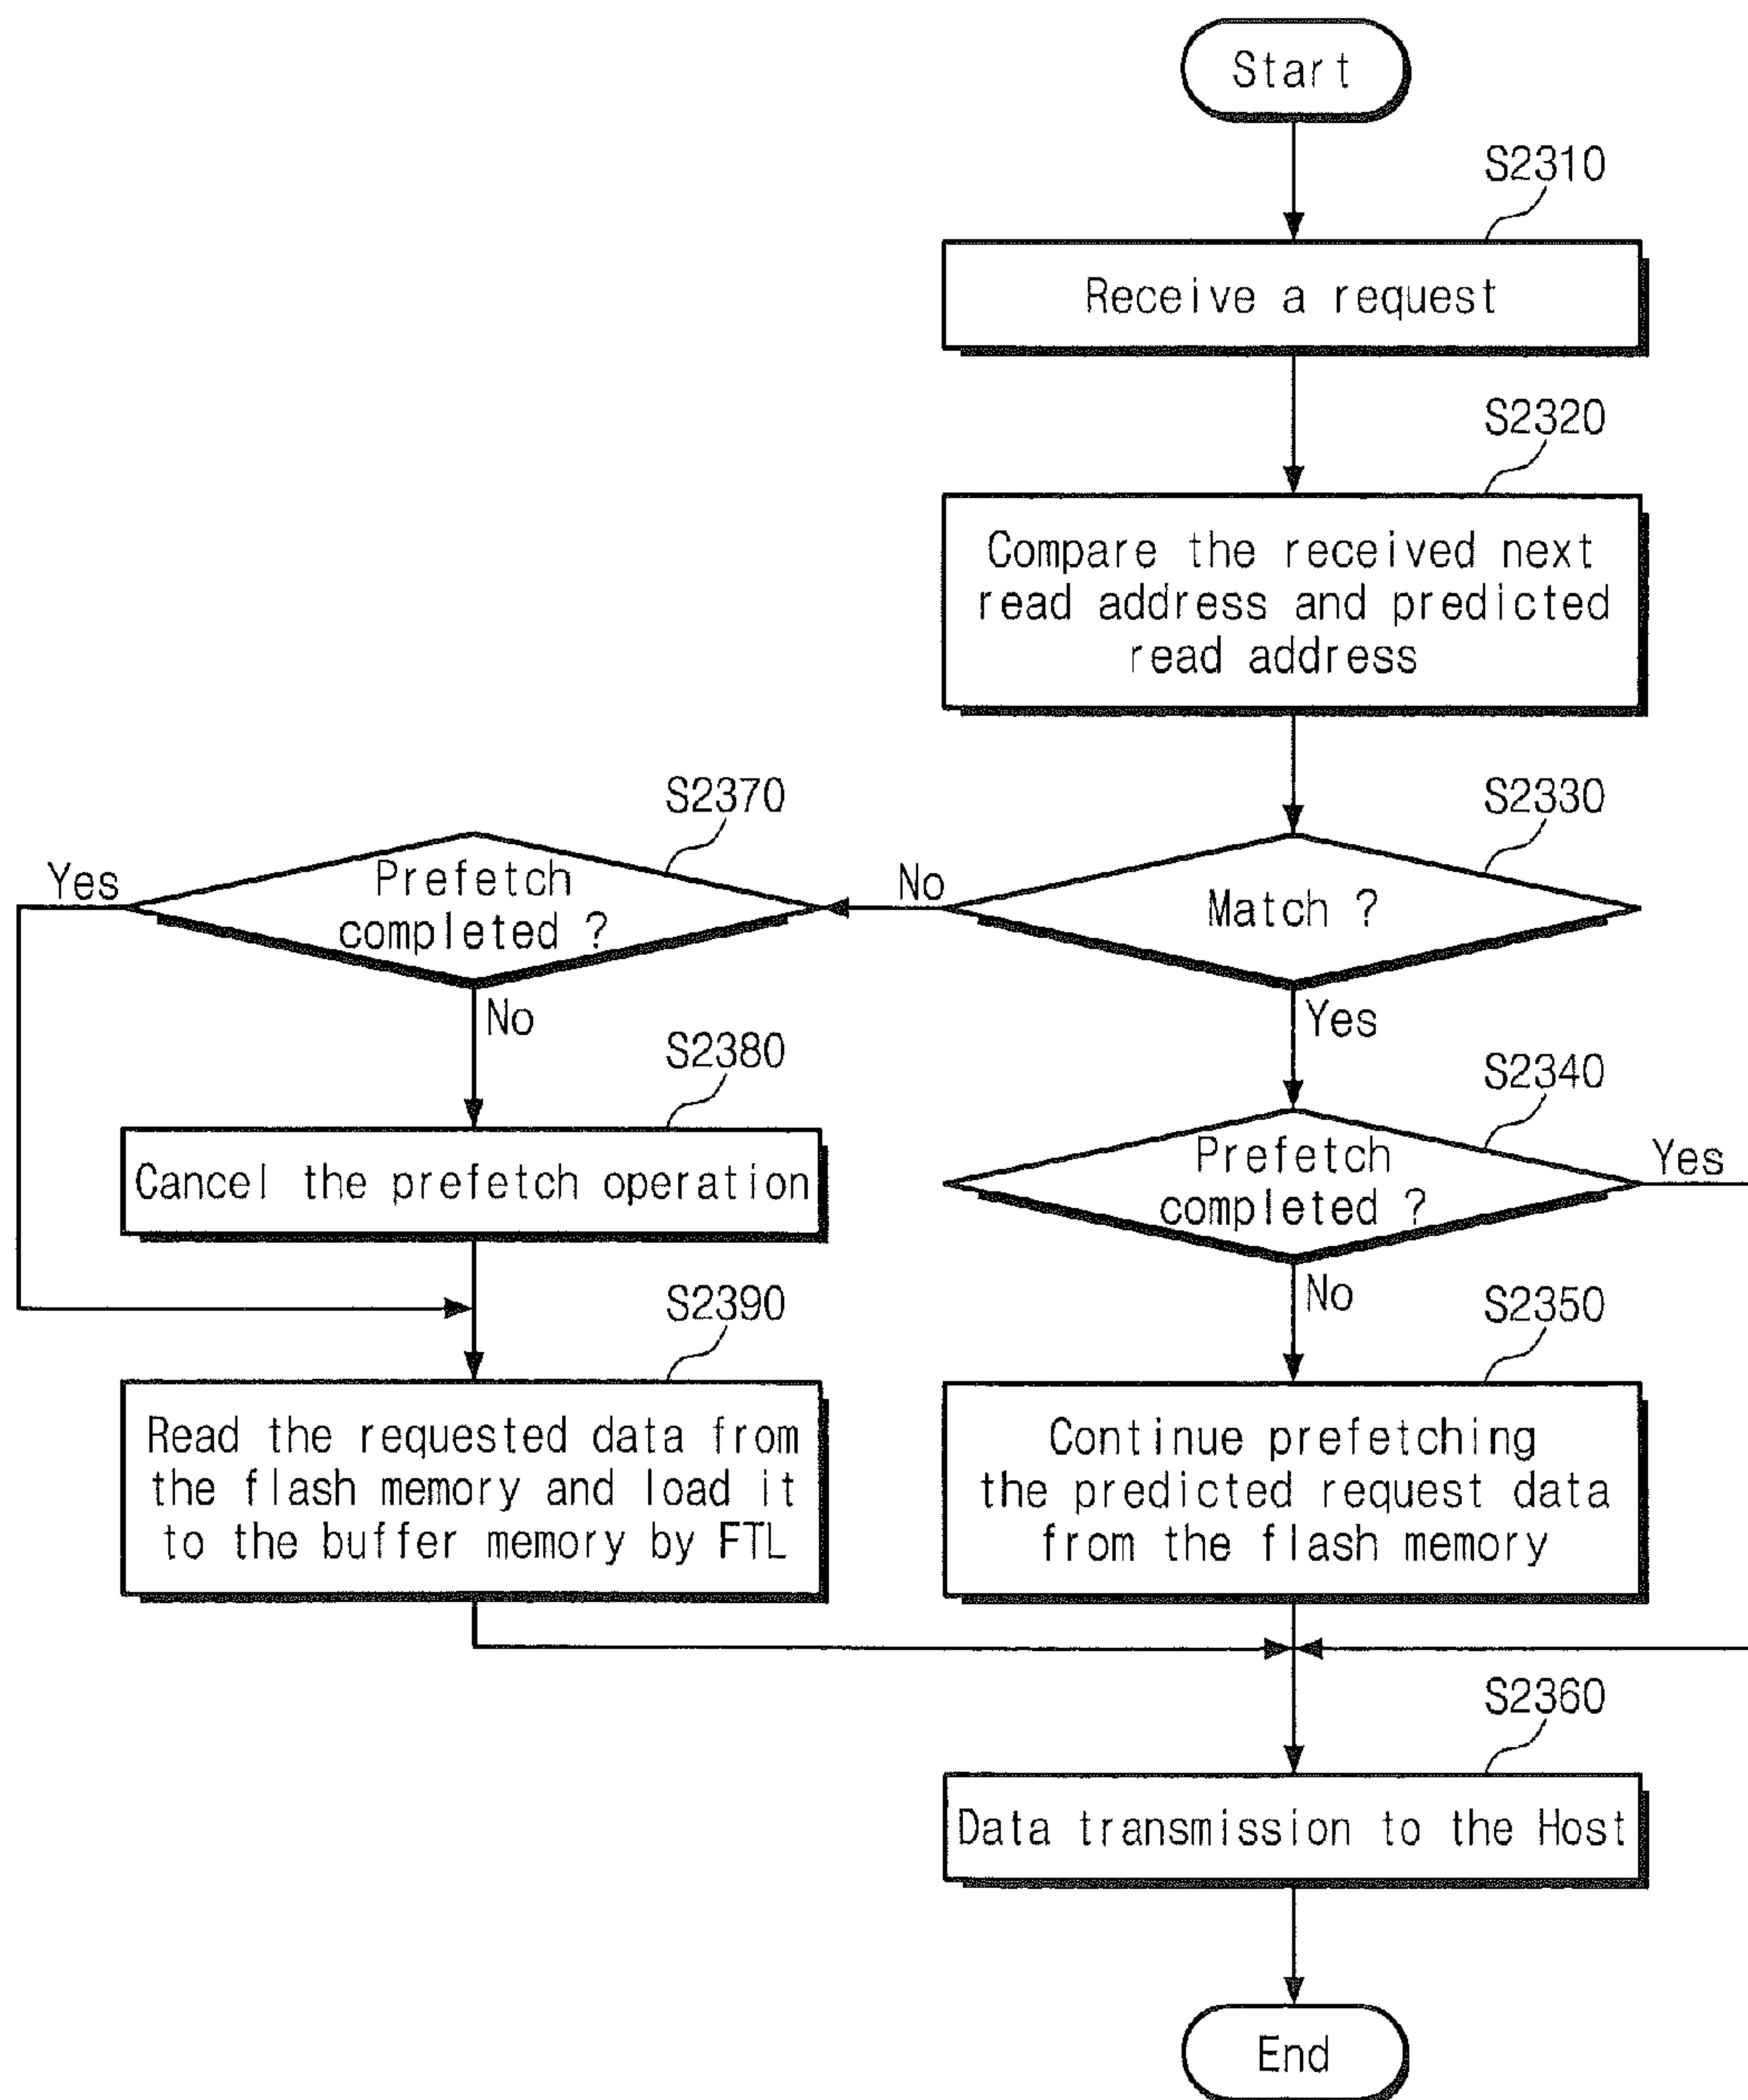 Start
S2310
Receive a request
S2320
Compare the received next
read address and predicted
read address
S2370
S2330
Yes
Prefetch
completed ?
No
Match ?
No
Yes
S2380
S2340
Cancel the prefetch operation
Prefetch
completed ?
Yes
No
S2390
S2350
Read the requested data from
the flash memory and load it
to the buffer memory by FTL
Continue prefetching
the predicted request data
from the flash memory
S2360
Data transmission to the Host
End